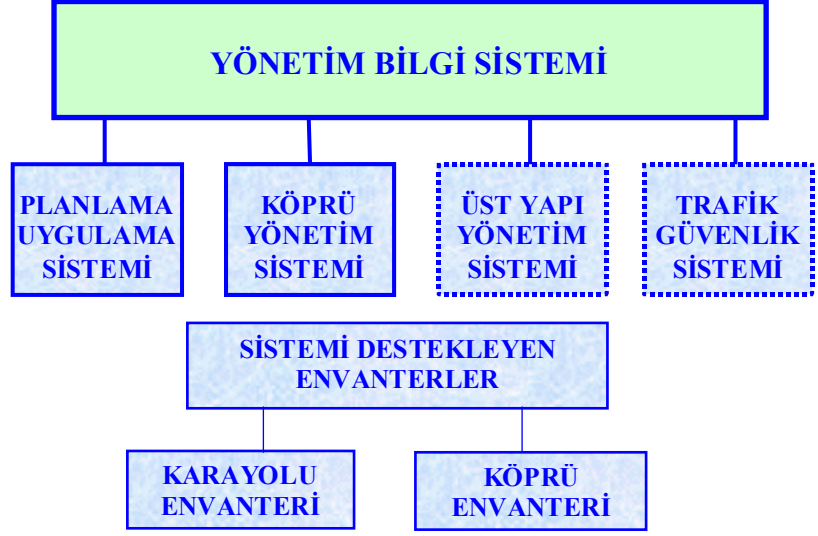 YÖNETİM BİLGİ SİSTEMİ
PLANLAMA
UYGULAMA
SİSTEMİ
KÖPRÜ
YÖNETİM
SİSTEMİ
ÜST YAPI
YÖNETİM
SİSTEMİ
TRAFİK
GÜVENLİK
SİSTEMİ
SİSTEMİ DESTEKLEYEN
ENVANTERLER
KARAYOLU
ENVANTERİ
KÖPRÜ
ENVANTERİ